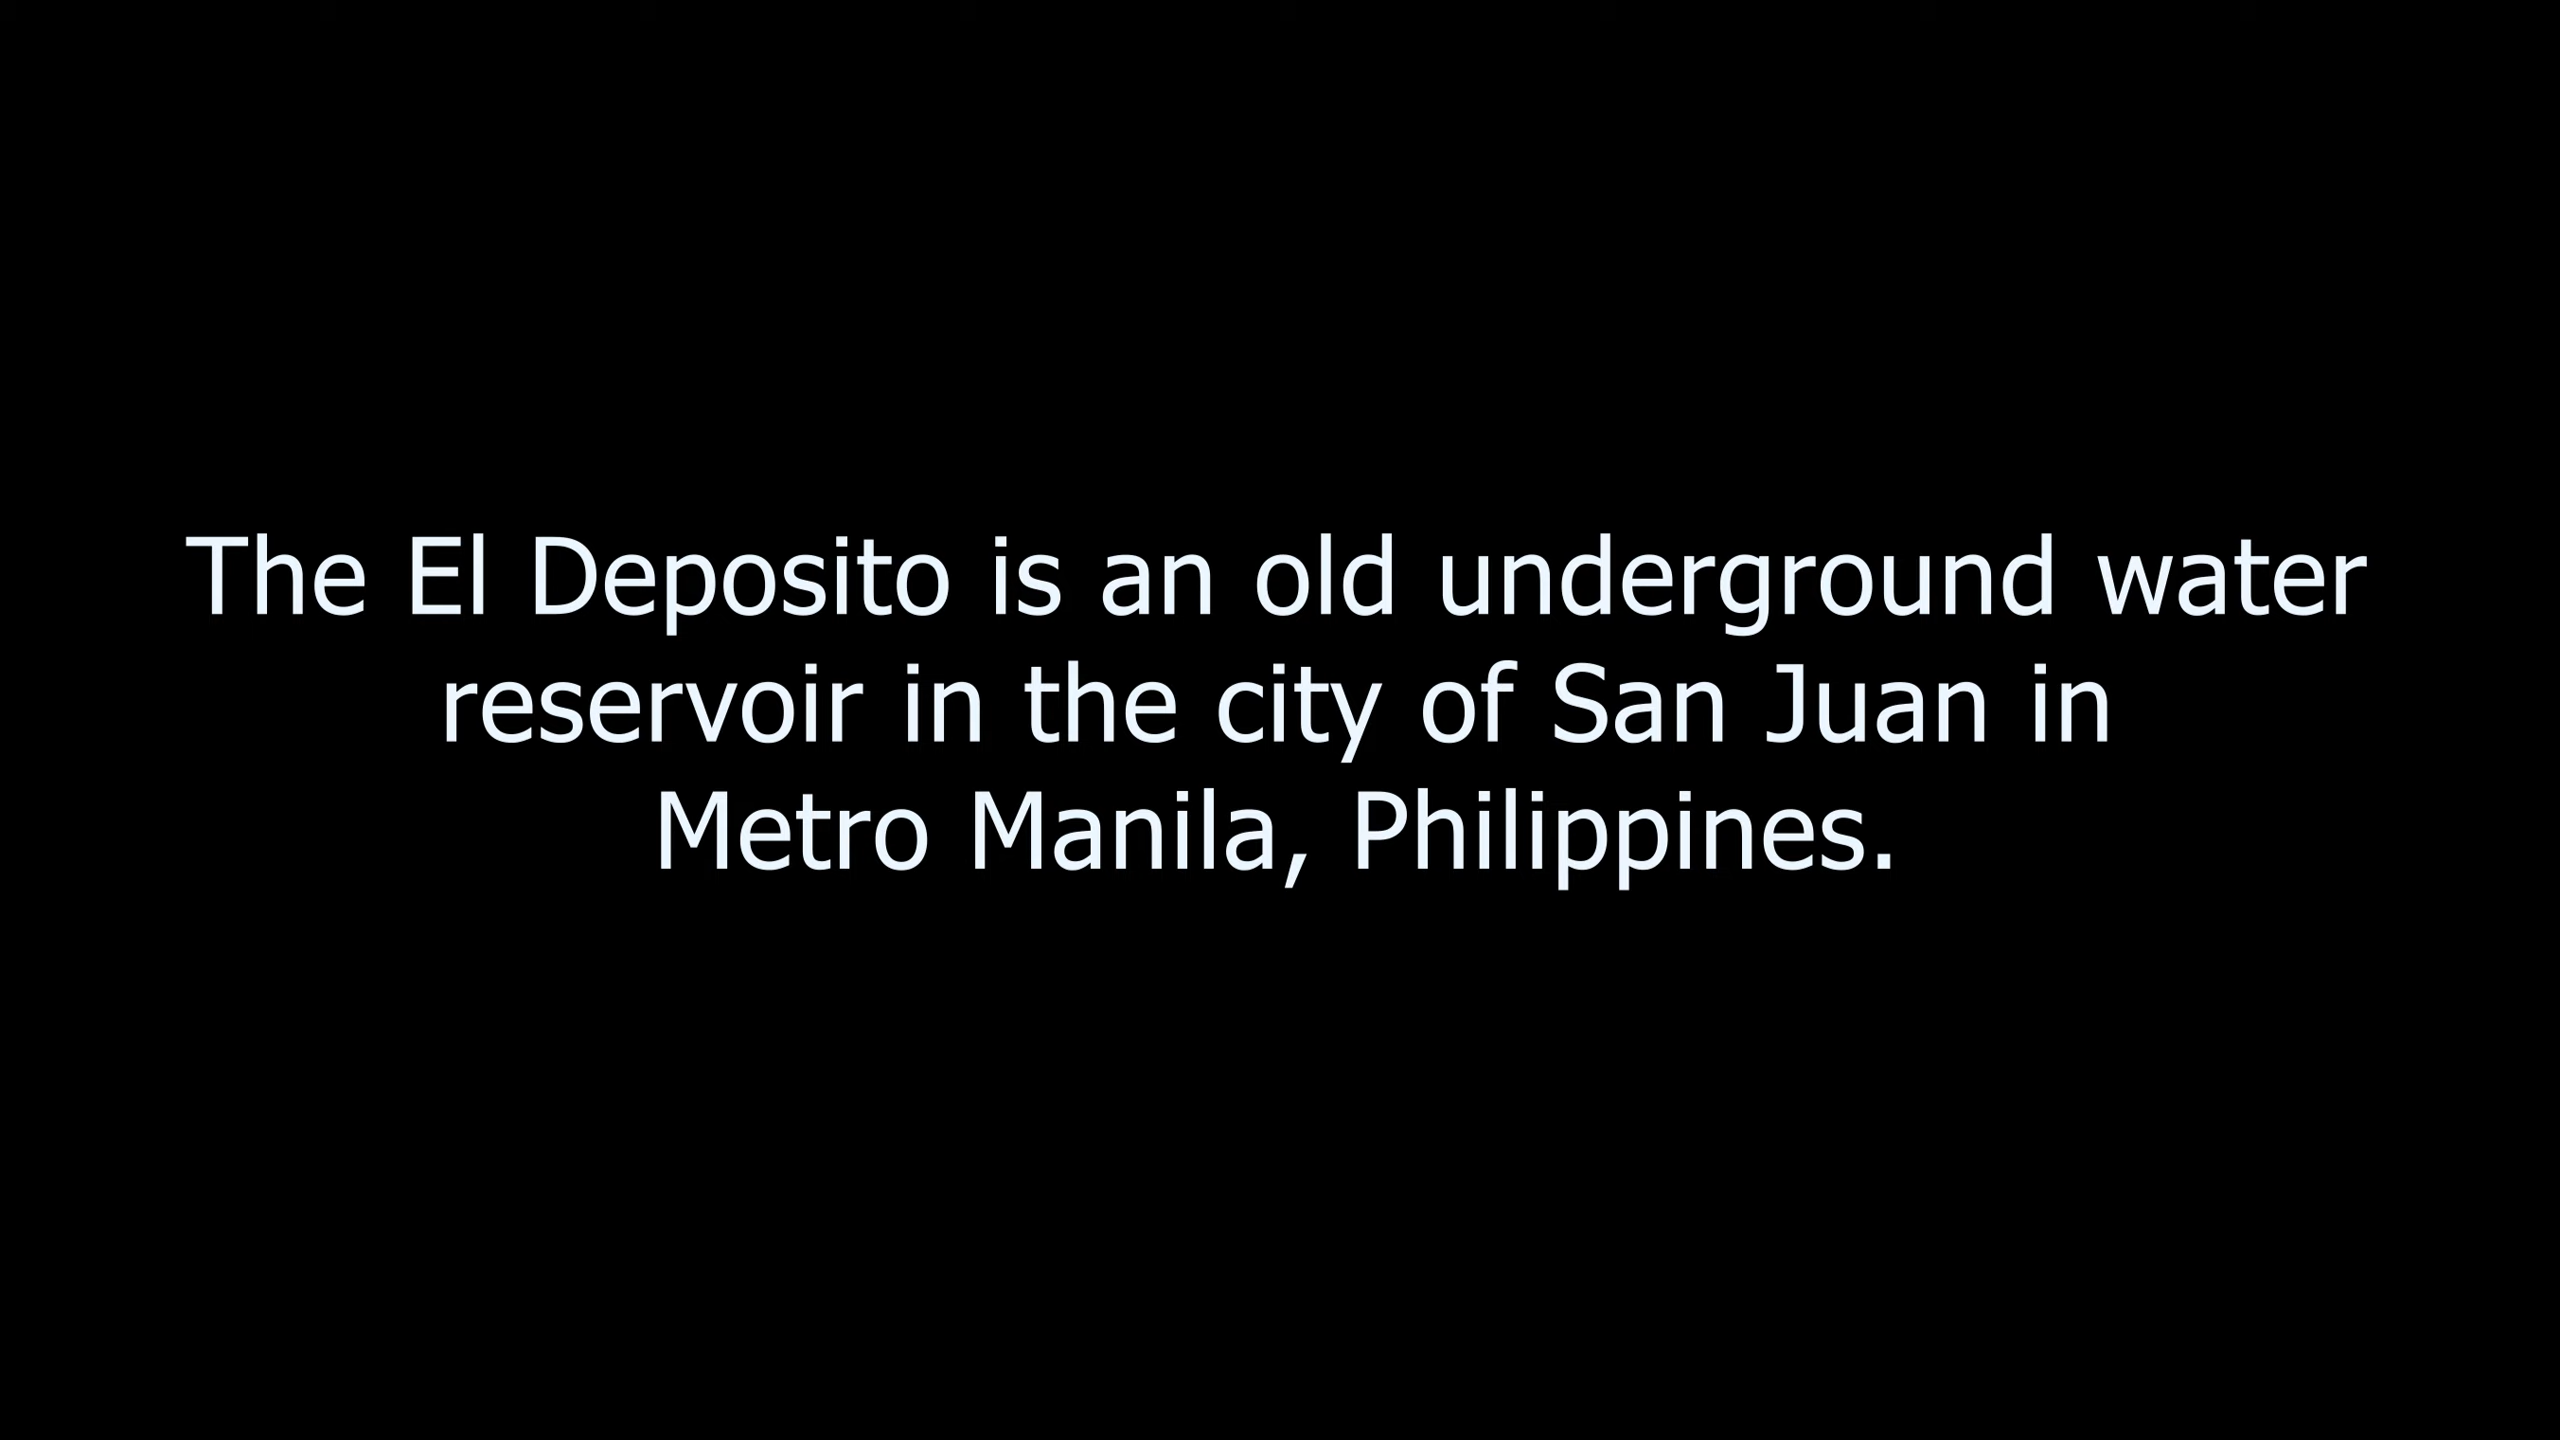 The El Deposito is an old underground water
reservoir in the city of San Juan in
Metro Manila, Philippines.